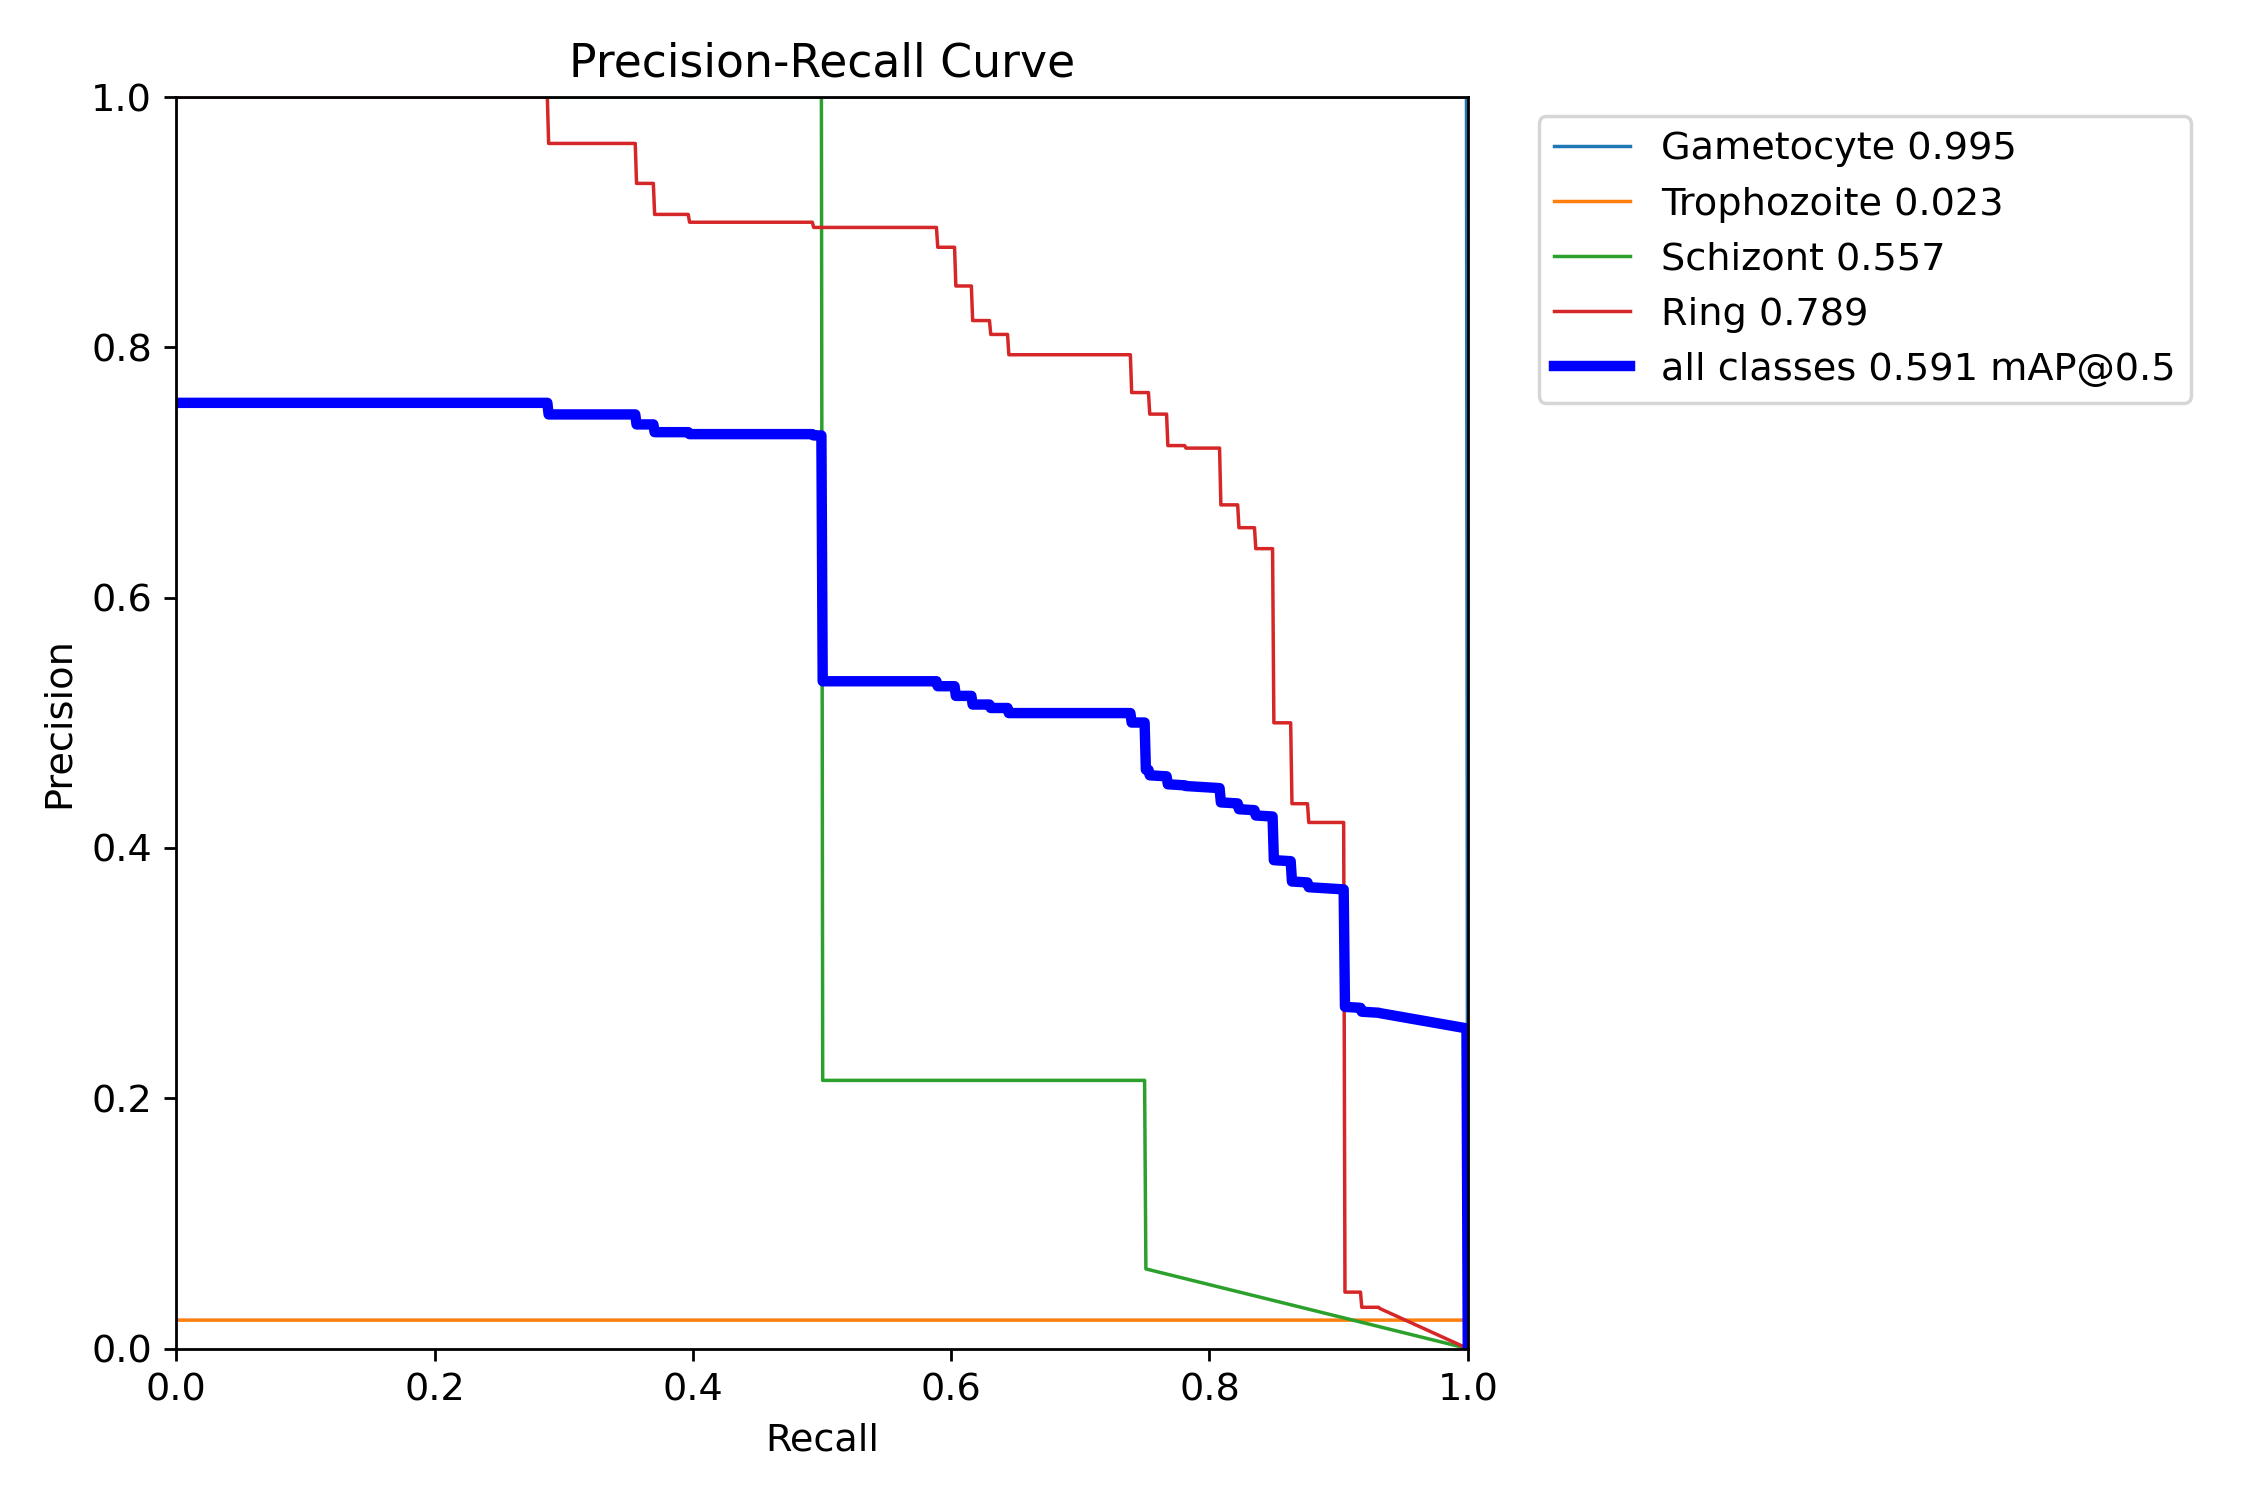 Precision-Recall Curve
1.0
0.8
0.6
0.4
0.2
0.0
Precision
0.0 0.2 0.4 0.6 0.8 1.0
Recall
Gametocyte 0.995
Trophozoite 0.023
Schizont 0.557
Ring 0.789
all classes 0.591 mAP@0.5